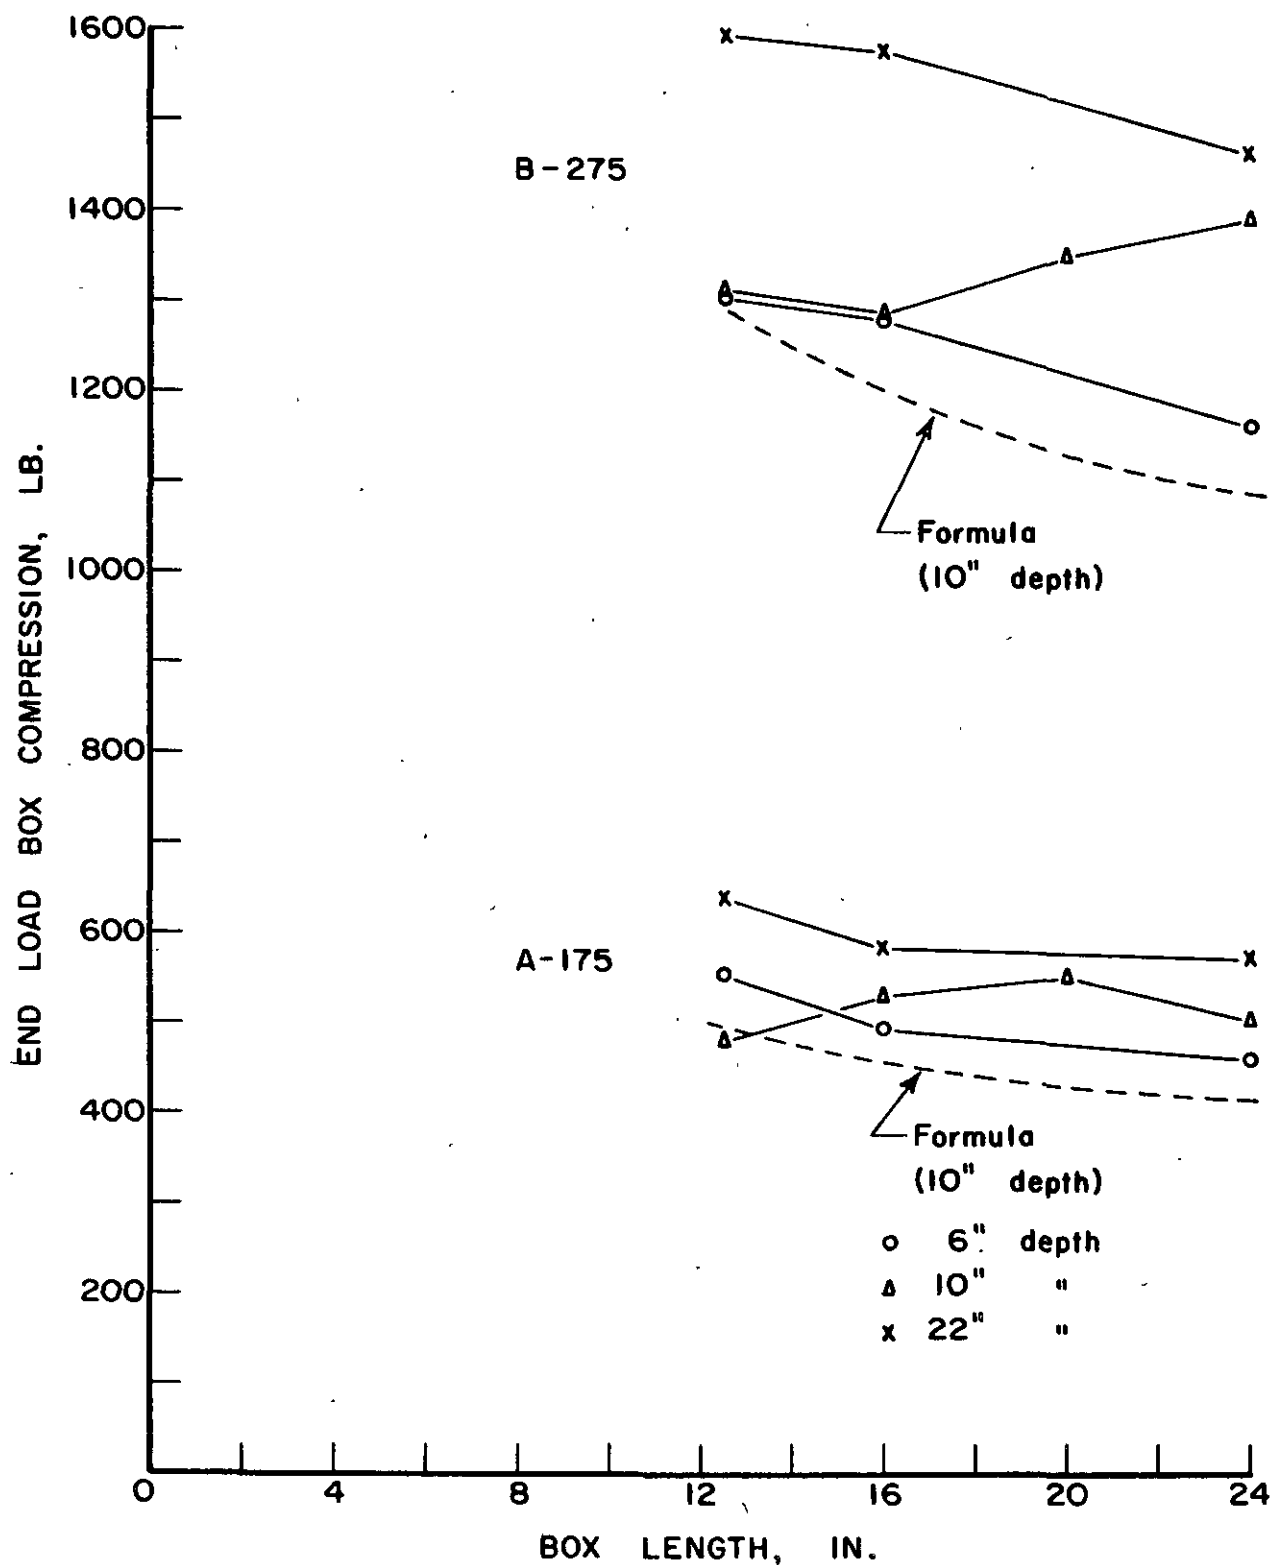 1600
1400
1200
1000
800
600
400
200
0
4
8
12
16
20
24
END LOAD BOX COMPRESSION, LB.
BOX LENGTH, IN.
B-275
Formula
(10" depth)
A-175
Formula
(10" depth)
o 6" depth
Δ 10" "
x 22" "